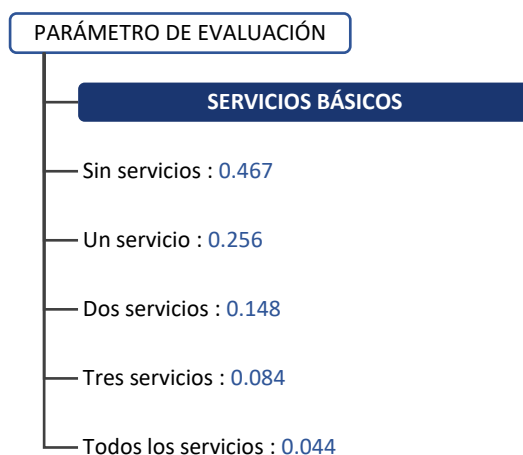 PARÁMETRO DE EVALUACIÓN
SERVICIOS BÁSICOS
Sin servicios : 0.467
Un servicio : 0.256
Dos servicios : 0.148
Tres servicios : 0.084
Todos los servicios : 0.044